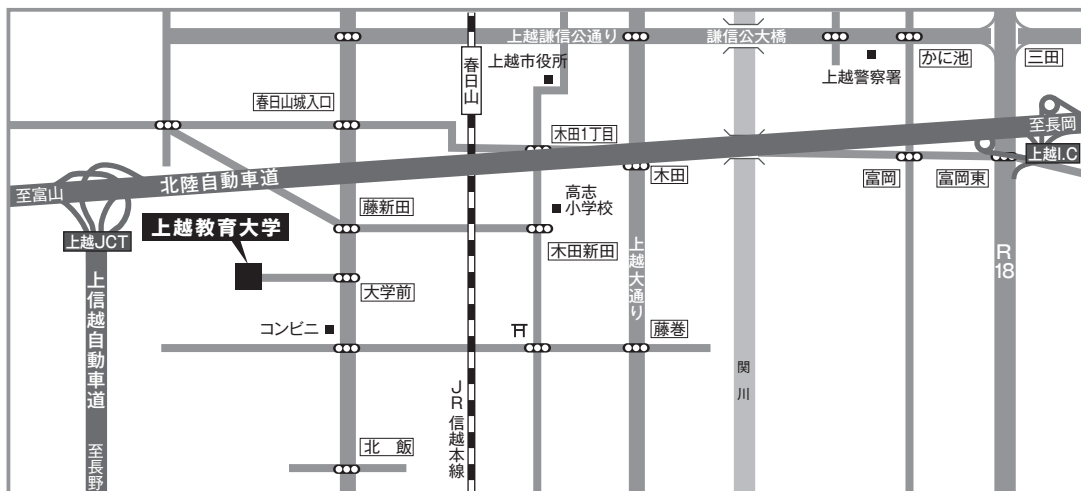 上越謙信公通り
謙信公大橋
春日山
上越市役所
上越警察署
かに池
三田
春日山城入口
木田1丁目
至長岡
上越I.C
北陸自動車道
木田
富岡
富岡東
至富山
高志
小学校
藤新田
上越教育大学
上越JCT
木田新田
上越大通り
R18
大学前
上信越自動車道
コンビニ
藤巻
関川
JR信越本線
北 飯
至長野